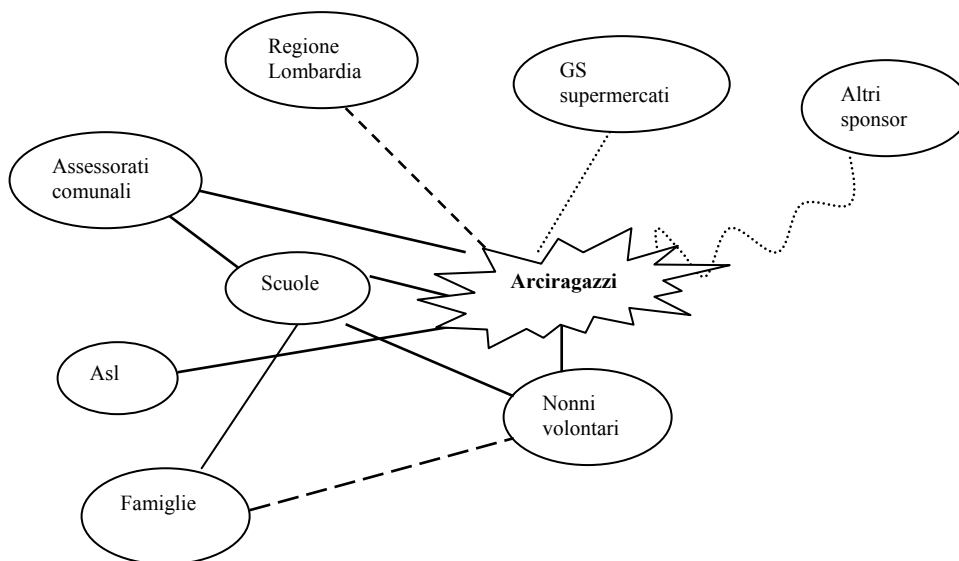 Regione
Lombardia
GS
supermercati
Altri
sponsor
Assessorati
comunali
Scuole
Arciragazzi
Asl
Nonni
volontari
Famiglie